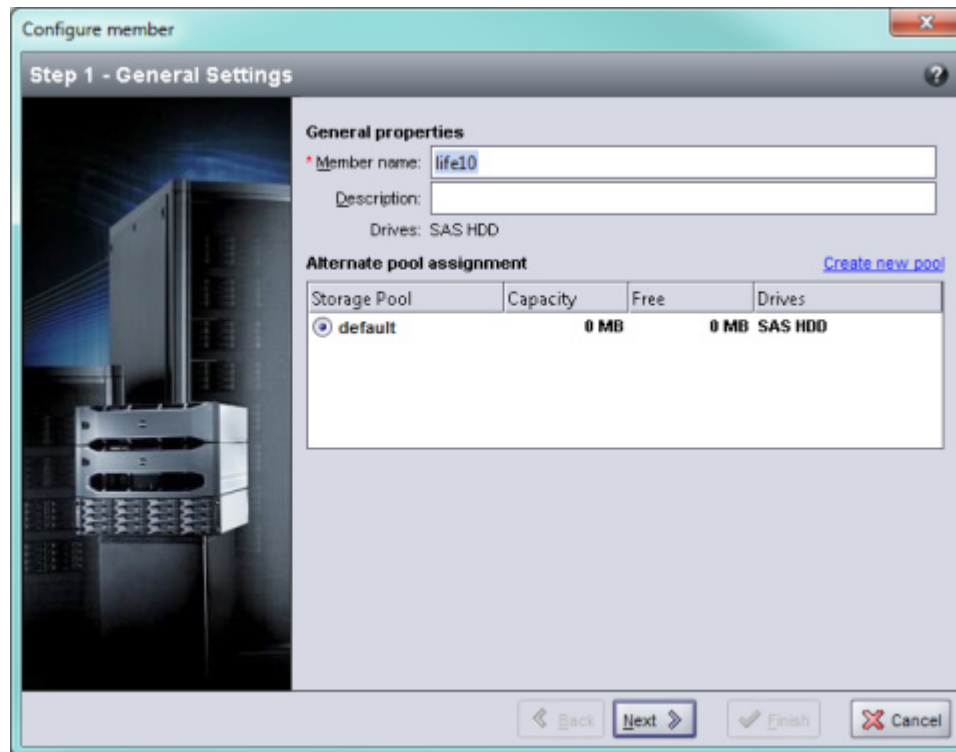 Configure member
Step 1 - General Settings
General properties
* Member name: life10
Description:
Drives: SAS HDD
Alternate pool assignment Create new pool
Storage Pool Capacity Free Drives
default 0 MB 0 MB SAS HDD
Back Next Finish Cancel